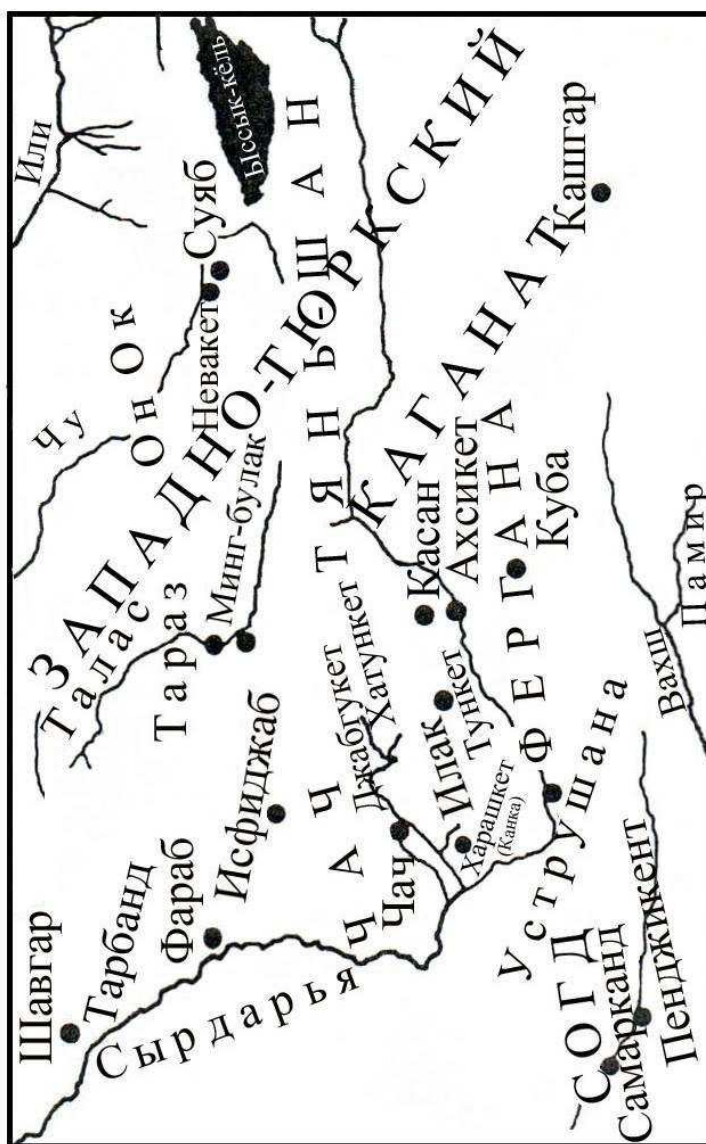 Шавгар
Тарбанд
Фараб
Исфиджаб
Сырдарья
ЗАПАДНО-ТЮРКСКИЙ
КАГАНАТ
Талас
Тараз
Минг-булак
Чу
Он Ок
Невакет
Суяб
Или
Ыссык-кёль
ТЯНЬ-ШАН
ЧАЧ
Чач
Джабгукет
Хатункет
Илак
Тункет
Харашкет
(Канка)
Касан
Ахсикет
ФЕРГАНА
Куба
Кашгар
Уструшана
СОГД
Самарканд
Пенджикент
Вахш
Памир